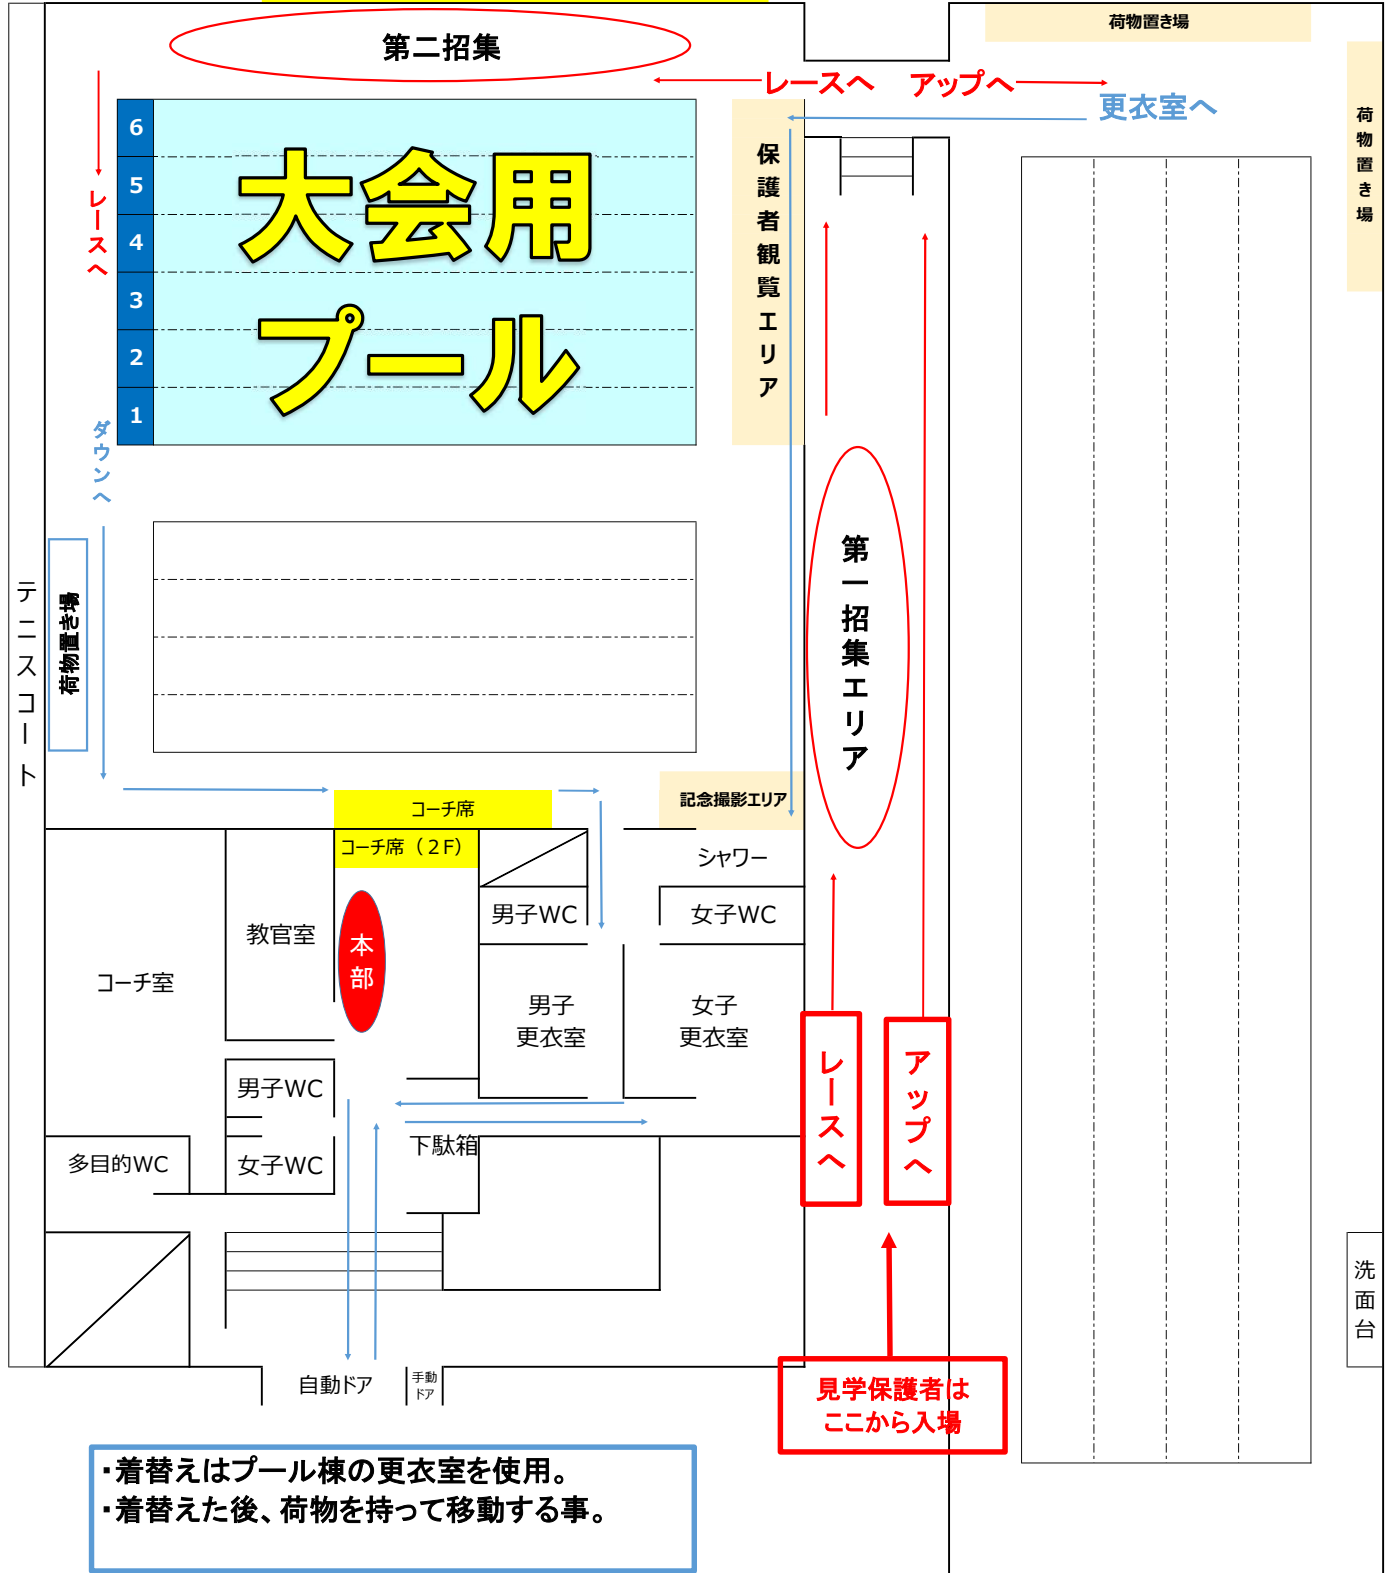 荷物置き場
第二招集
レースへ
アップへ
更衣室へ
荷物置き場
保護者観覧エリア
6
5
4
3
2
1
大会用
プール
レースへ
ダウンへ
テニスコート
荷物置き場
第一招集エリア
記念撮影エリア
コーチ席
コーチ席（２F）
シャワー
男子WC
女子WC
教官室
本部
コーチ室
男子
更衣室
女子
更衣室
レースへ
アップへ
男子WC
下駄箱
多目的WC
女子WC
洗面台
自動ドア
手動
ドア
見学保護者は
ここから入場
・着替えはプール棟の更衣室を使用。
・着替えた後、荷物を持って移動する事。